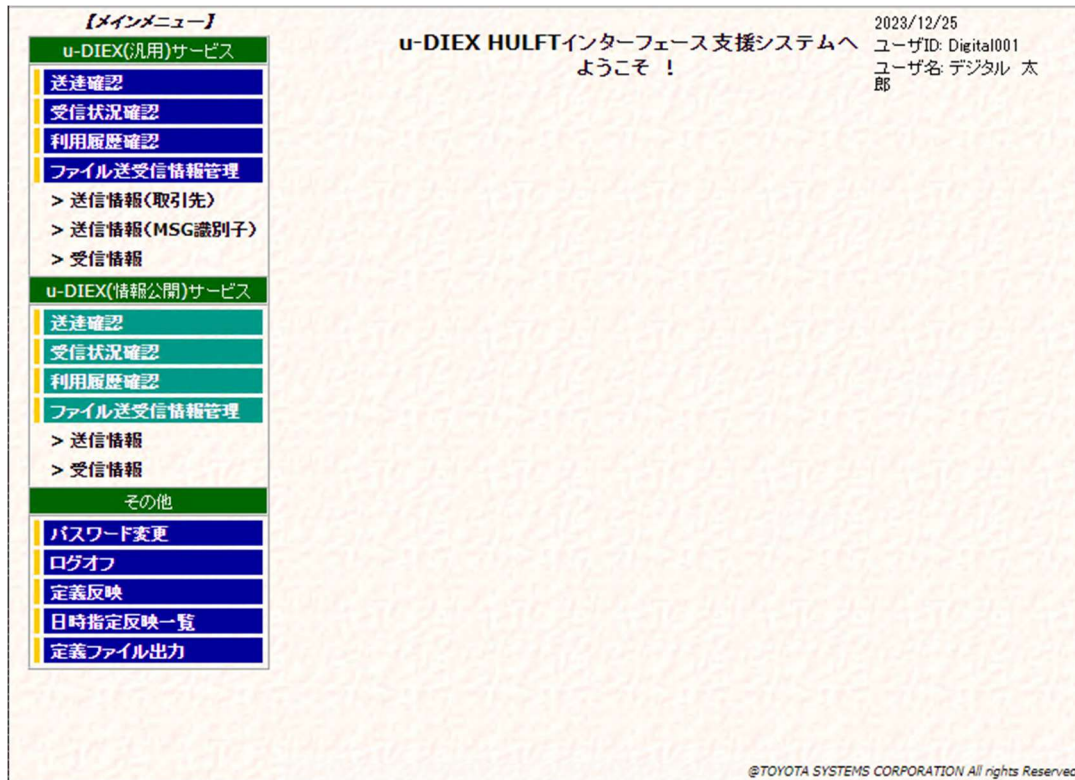 【メインメニュー】
u-DIEX(汎用)サービス
送達確認
受信状況確認
利用履歴確認
ファイル送受信情報管理
> 送信情報(取引先)
> 送信情報(MSG識別子)
> 受信情報
u-DIEX(情報公開)サービス
送達確認
受信状況確認
利用履歴確認
ファイル送受信情報管理
> 送信情報
> 受信情報
その他
パスワード変更
ログオフ
定義反映
日時指定反映一覧
定義ファイル出力
u-DIEX HULFTインターフェース支援システムへ
ようこそ !
2023/12/25
ユーザID: Digital001
ユーザ名: デジタル 太
郎
@TOYOTA SYSTEMS CORPORATION All rights Reserved